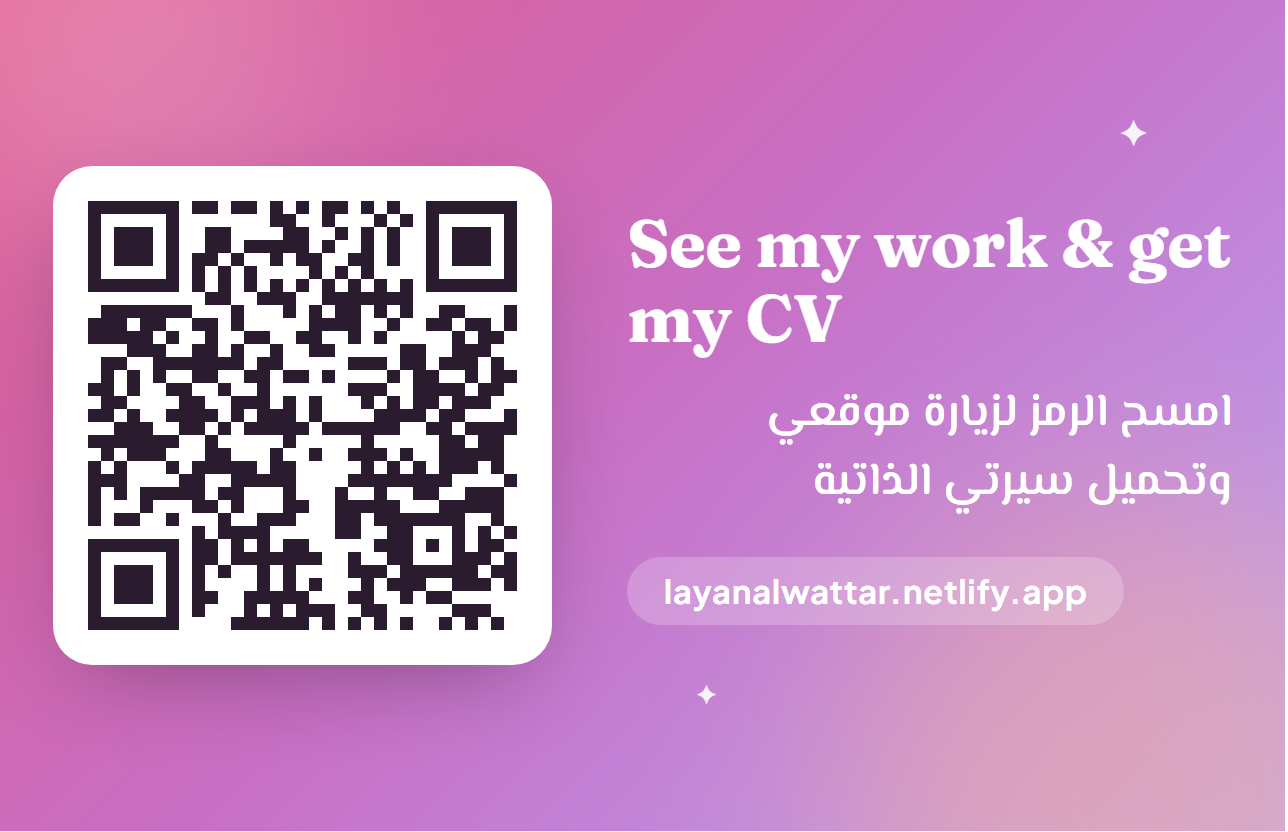 See my work & get
my CV
امسح الرمز لزيارة موقعي
وتحميل سيرتي الذاتية
layanalwattar.netlify.app